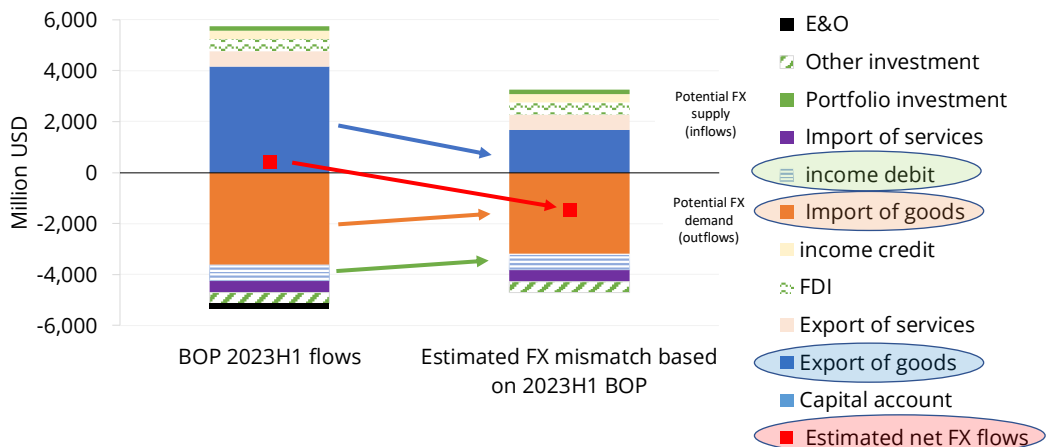 Million USD
6,000
4,000
2,000
0
-2,000
-4,000
-6,000
BOP 2023H1 flows
Estimated FX mismatch based
on 2023H1 BOP
Potential FX
supply
(inflows)
Potential FX
demand
(outflows)
E&O
Other investment
Portfolio investment
Import of services
income debit
Import of goods
income credit
FDI
Export of services
Export of goods
Capital account
Estimated net FX flows